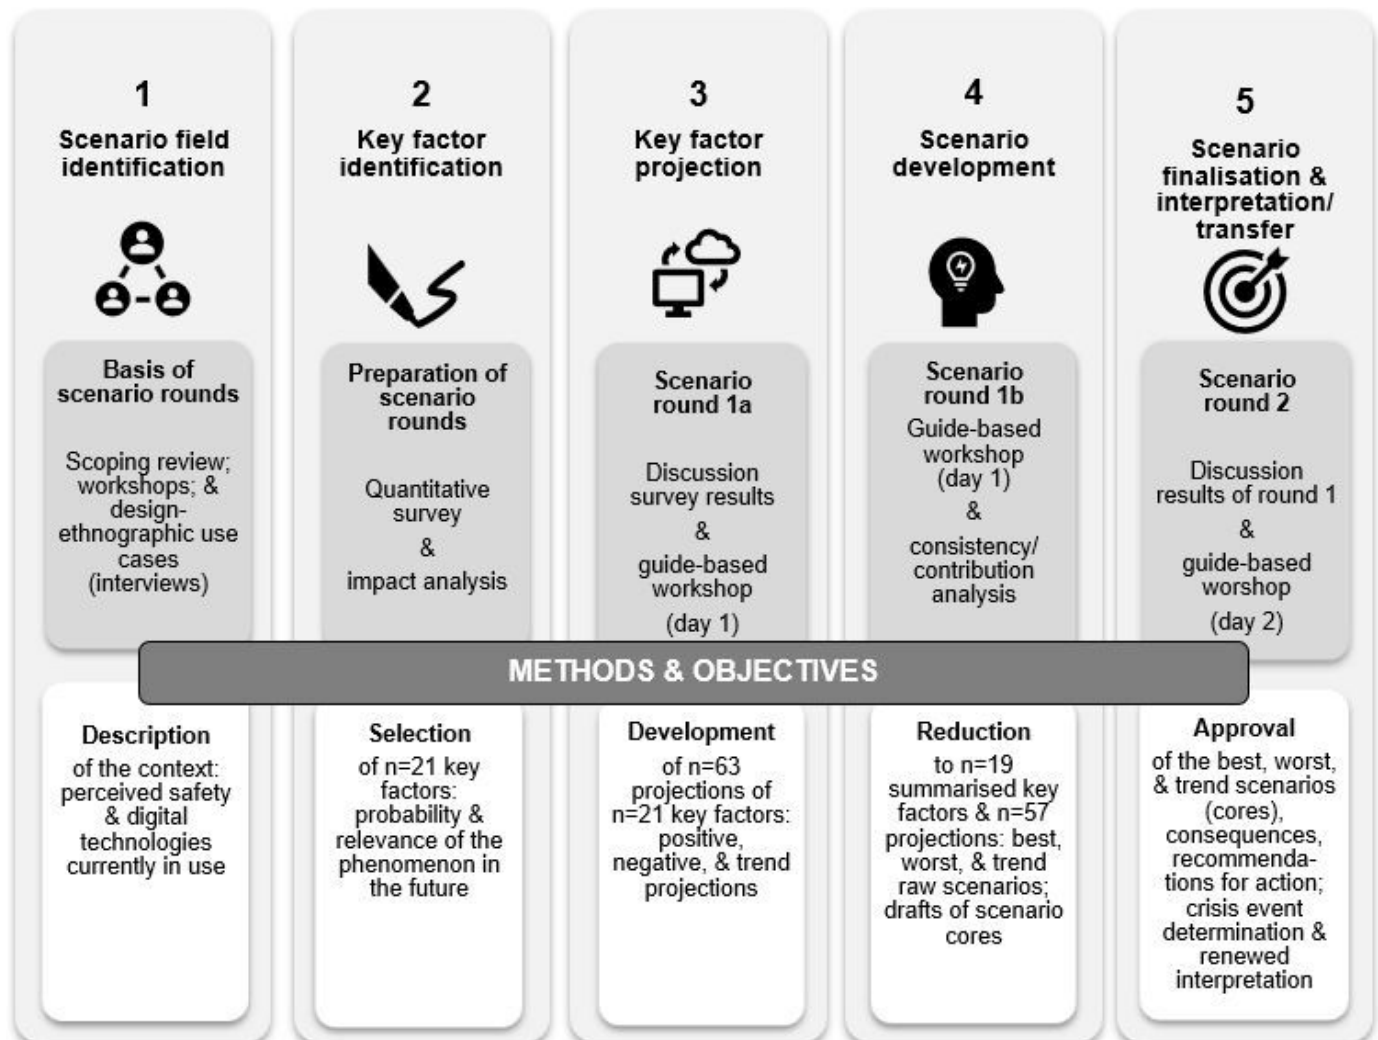 1
Scenario field
identification
Basis of
scenario rounds
Scoping review;
workshops; &
design-
ethnographic use
cases
(interviews)
2
Key factor
identification
Preparation of
scenario
rounds
Quantitative
survey
&
impact analysis
3
Key factor
projection
Scenario
round 1a
Discussion
survey results
&
guide-based
workshop
(day 1)
4
Scenario
development
Scenario
round 1b
Guide-based
workshop
(day 1)
&
consistency/
contribution
analysis
5
Scenario
finalisation &
interpretation/
transfer
Scenario
round 2
Discussion
results of round 1
&
guide-based
worshop
(day 2)
METHODS & OBJECTIVES
Description
of the context:
perceived safety
& digital
technologies
currently in use
Selection
of n=21 key
factors:
probability &
relevance of the
phenomenon in
the future
Development
of n=63
projections of
n=21 key factors:
positive,
negative, & trend
projections
Reduction
to n=19
summarised key
factors & n=57
projections: best,
worst, & trend
raw scenarios;
drafts of scenario
cores
Approval
of the best, worst,
& trend scenarios
(cores),
consequences,
recommenda-
tions for action;
crisis event
determination &
renewed
interpretation